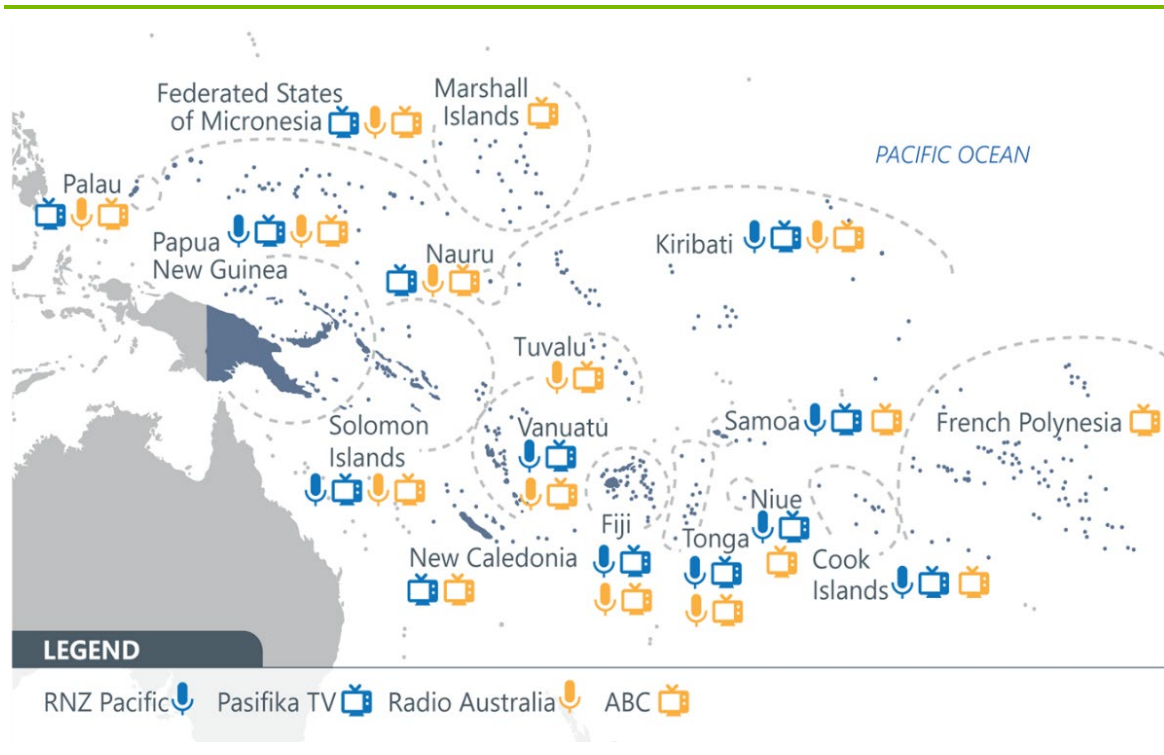 Federated States
of Micronesia
Marshall
Islands
PACIFIC OCEAN
Palau
Papua
New Guinea
Nauru
Kiribati
Tuvalu
Solomon
Islands
Vanuatu
Samoa
French Polynesia
New Caledonia
Fiji
Tonga
Niue
Cook
Islands
LEGEND
RNZ Pacific Pasifika TV Radio Australia ABC